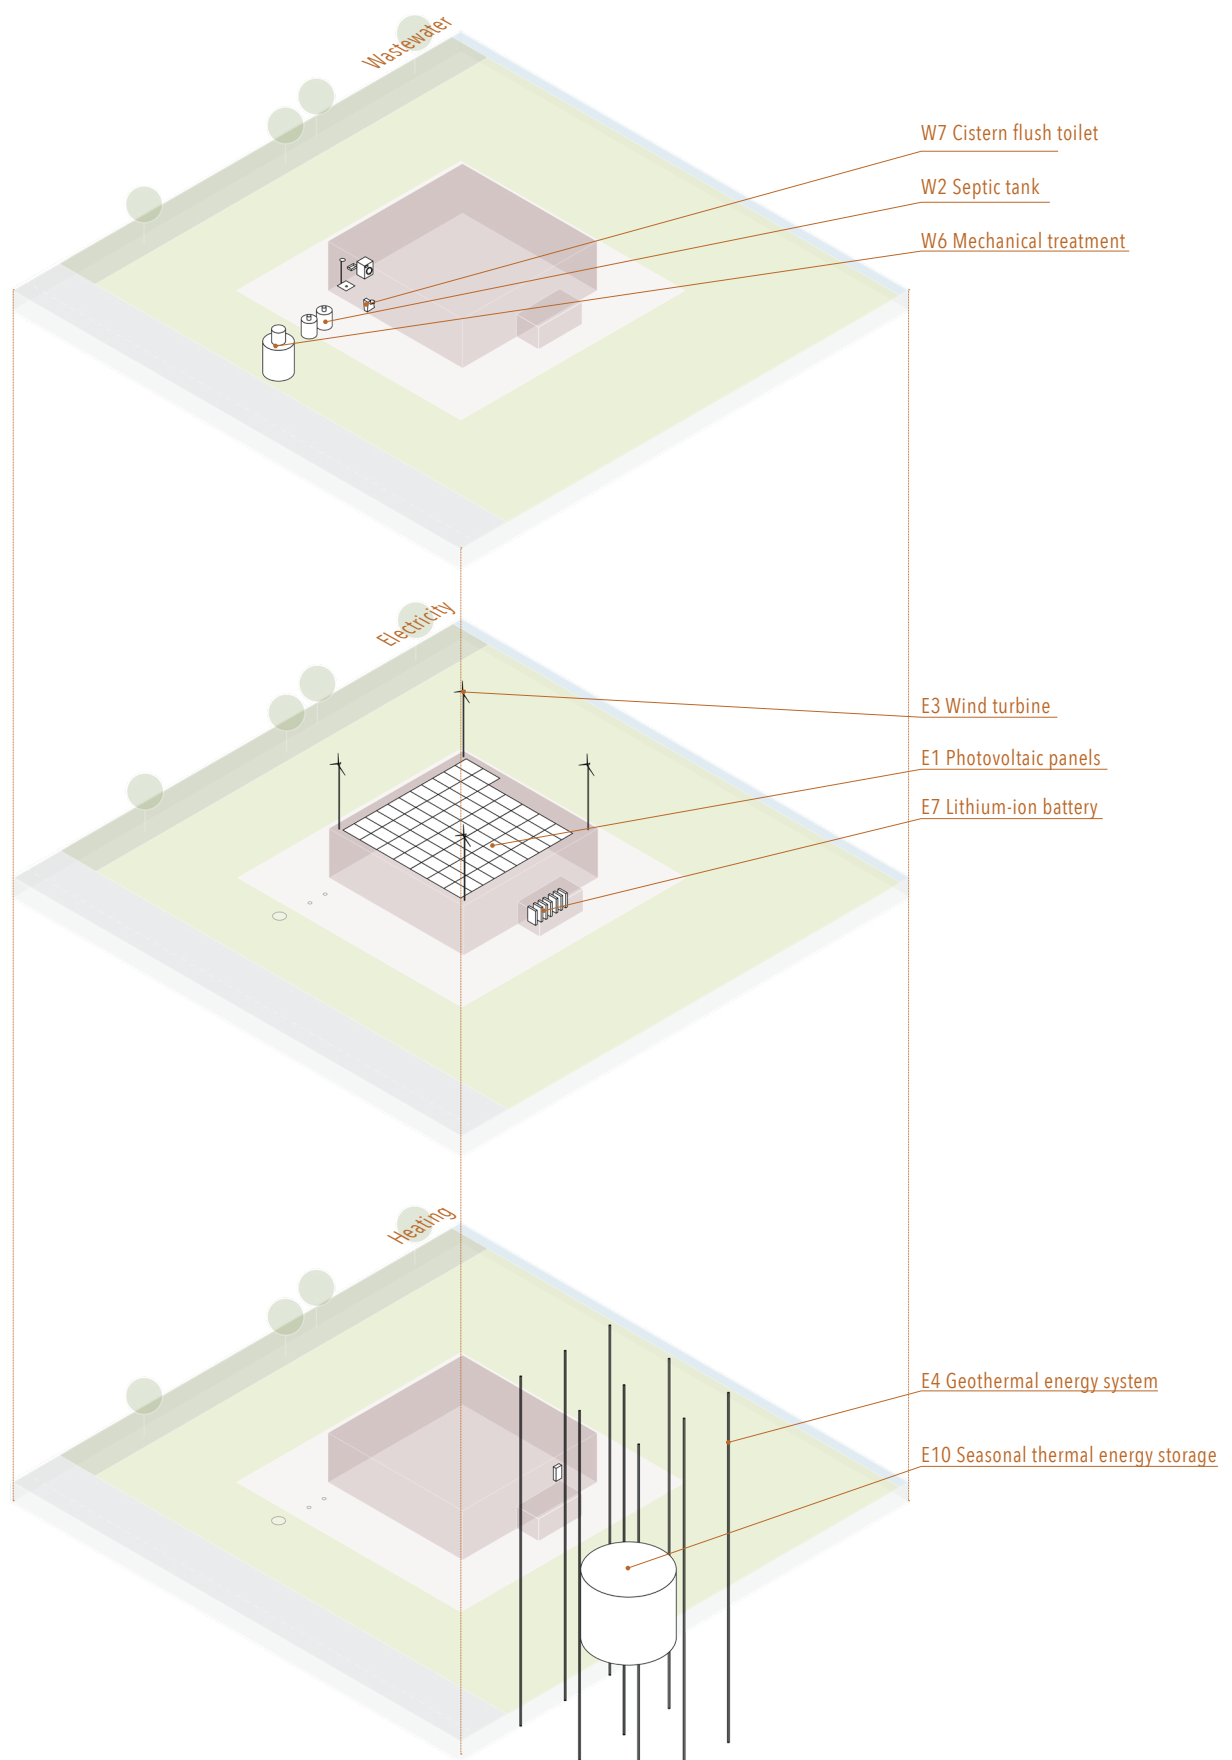 Wastewater
W7 Cistern flush toilet
W2 Septic tank
W6 Mechanical treatment
Electricity
E3 Wind turbine
E1 Photovoltaic panels
E7 Lithium-ion battery
Heating
E4 Geothermal energy system
E10 Seasonal thermal energy storage